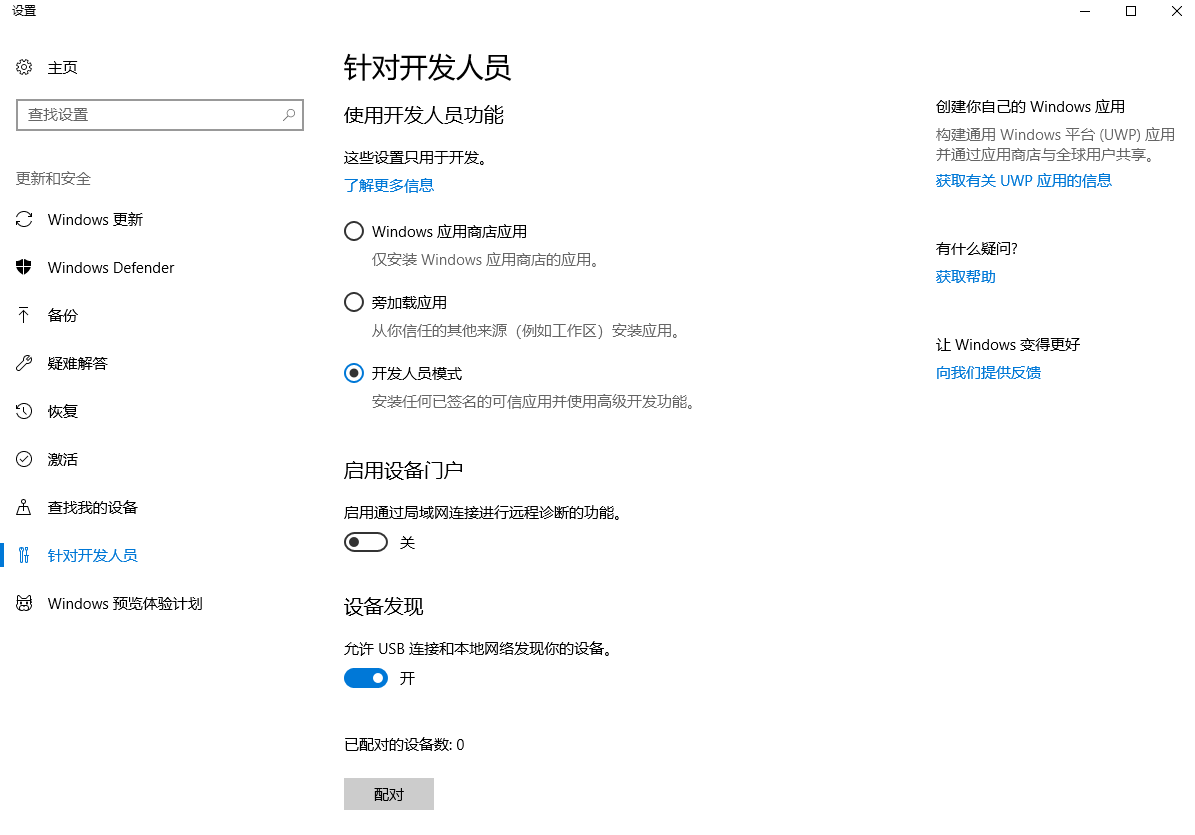 设置
主页
查找设置
更新和安全
Windows 更新
Windows Defender
备份
疑难解答
恢复
激活
查找我的设备
针对开发人员
Windows 预览体验计划
针对开发人员
使用开发人员功能
这些设置只用于开发。
了解更多信息
Windows 应用商店应用
仅安装 Windows 应用商店的应用。
旁加载应用
从你信任的其他来源（例如工作区）安装应用。
开发人员模式
安装任何已签名的可信应用并使用高级开发功能。
启用设备门户
启用通过局域网连接进行远程诊断的功能。
关
设备发现
允许 USB 连接和本地网络发现你的设备。
开
已配对的设备数: 0
配对
创建你自己的 Windows 应用
构建通用 Windows 平台 (UWP) 应用
并通过应用商店与全球用户共享。
获取有关 UWP 应用的信息
有什么疑问?
获取帮助
让 Windows 变得更好
向我们提供反馈